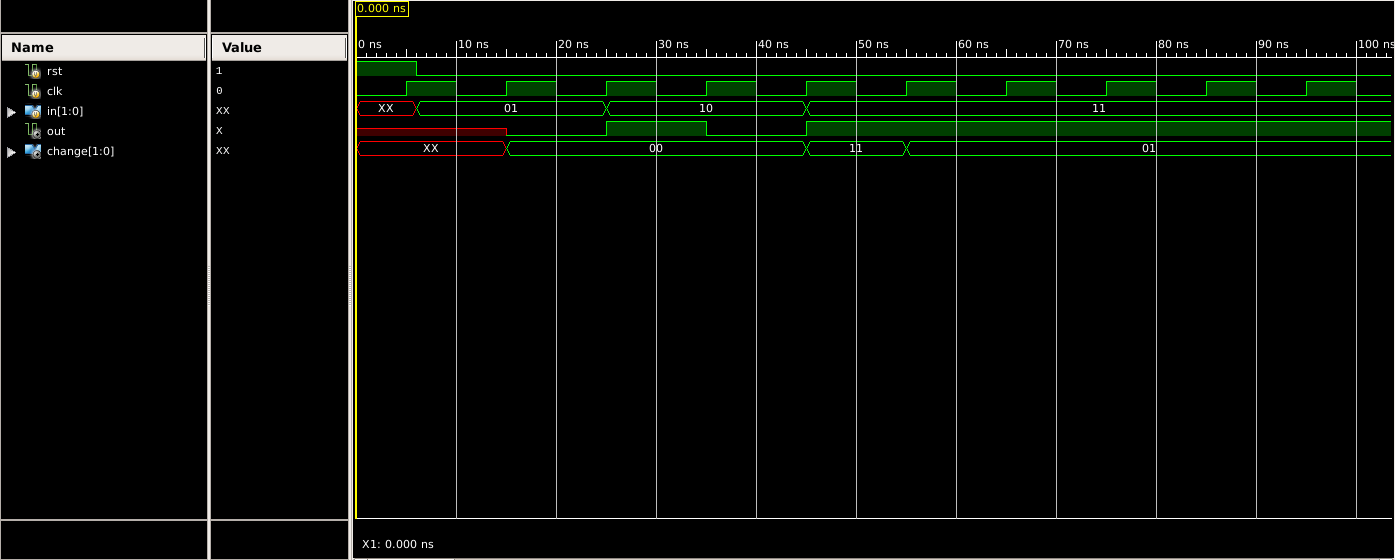 0.000 ns
Name Value 0 ns 10 ns 20 ns 30 ns 40 ns 50 ns 60 ns 70 ns 80 ns 90 ns 100 ns
rst 1
clk 0
in[1:0] XX XX 01 10 11
out X
change[1:0] XX XX 00 11 01
X1: 0.000 ns